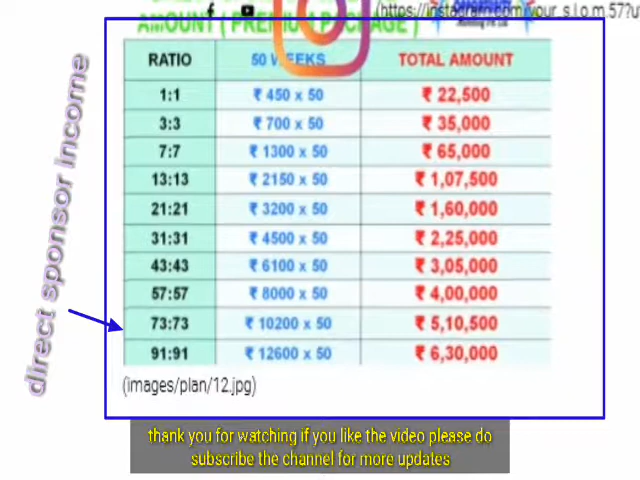 (https://instagram.com/your_s.l.o.m.57?u
AMOUNT ( PREMIUM PACKAGE )
RATIO 50 WEEKS TOTAL AMOUNT
1:1 ₹ 450 x 50 ₹ 22,500
3:3 ₹ 700 x 50 ₹ 35,000
7:7 ₹ 1300 x 50 ₹ 65,000
13:13 ₹ 2150 x 50 ₹ 1,07,500
21:21 ₹ 3200 x 50 ₹ 1,60,000
31:31 ₹ 4500 x 50 ₹ 2,25,000
43:43 ₹ 6100 x 50 ₹ 3,05,000
57:57 ₹ 8000 x 50 ₹ 4,00,000
73:73 ₹ 10200 x 50 ₹ 5,10,500
91:91 ₹ 12600 x 50 ₹ 6,30,000
(images/plan/12.jpg)
direct sponsor income
thank you for watching if you like the video please do
subscribe the channel for more updates